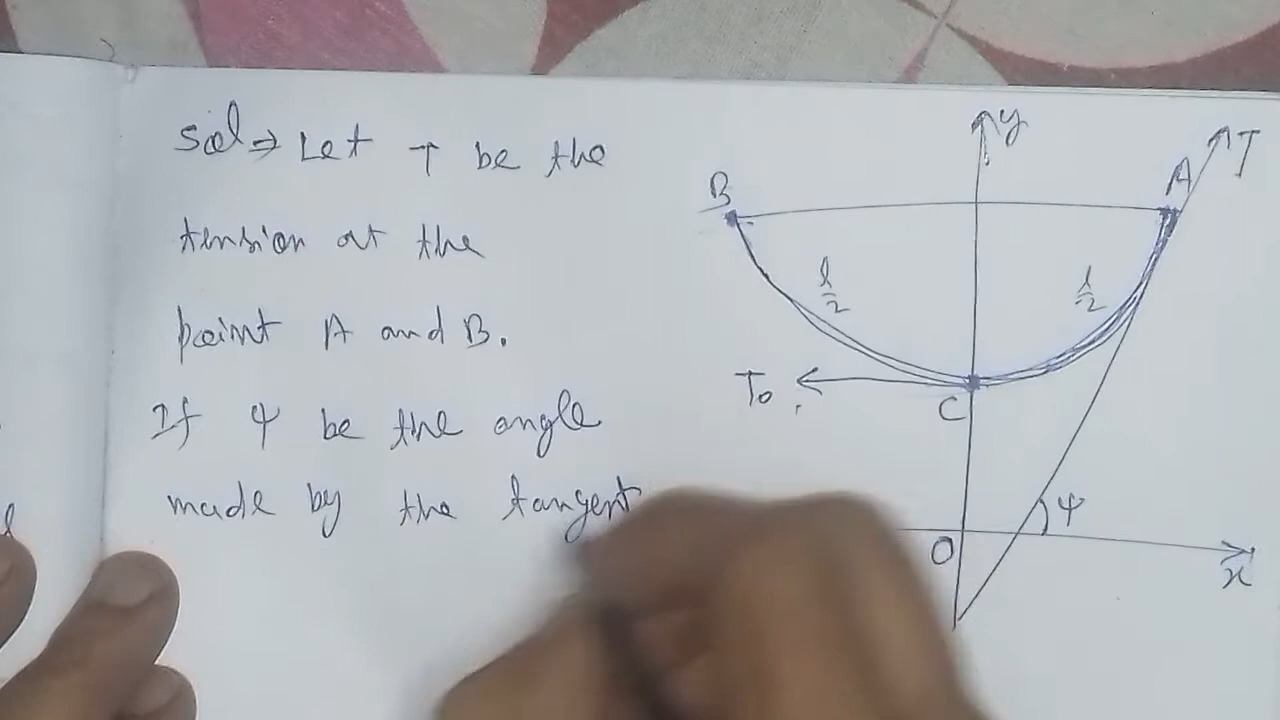 Sol⇒ Let T be the
tension at the
point A and B.
If ψ be the angle
made by the tangent
y
T
A
B
l/2
l/2
To
C
ψ
O
x